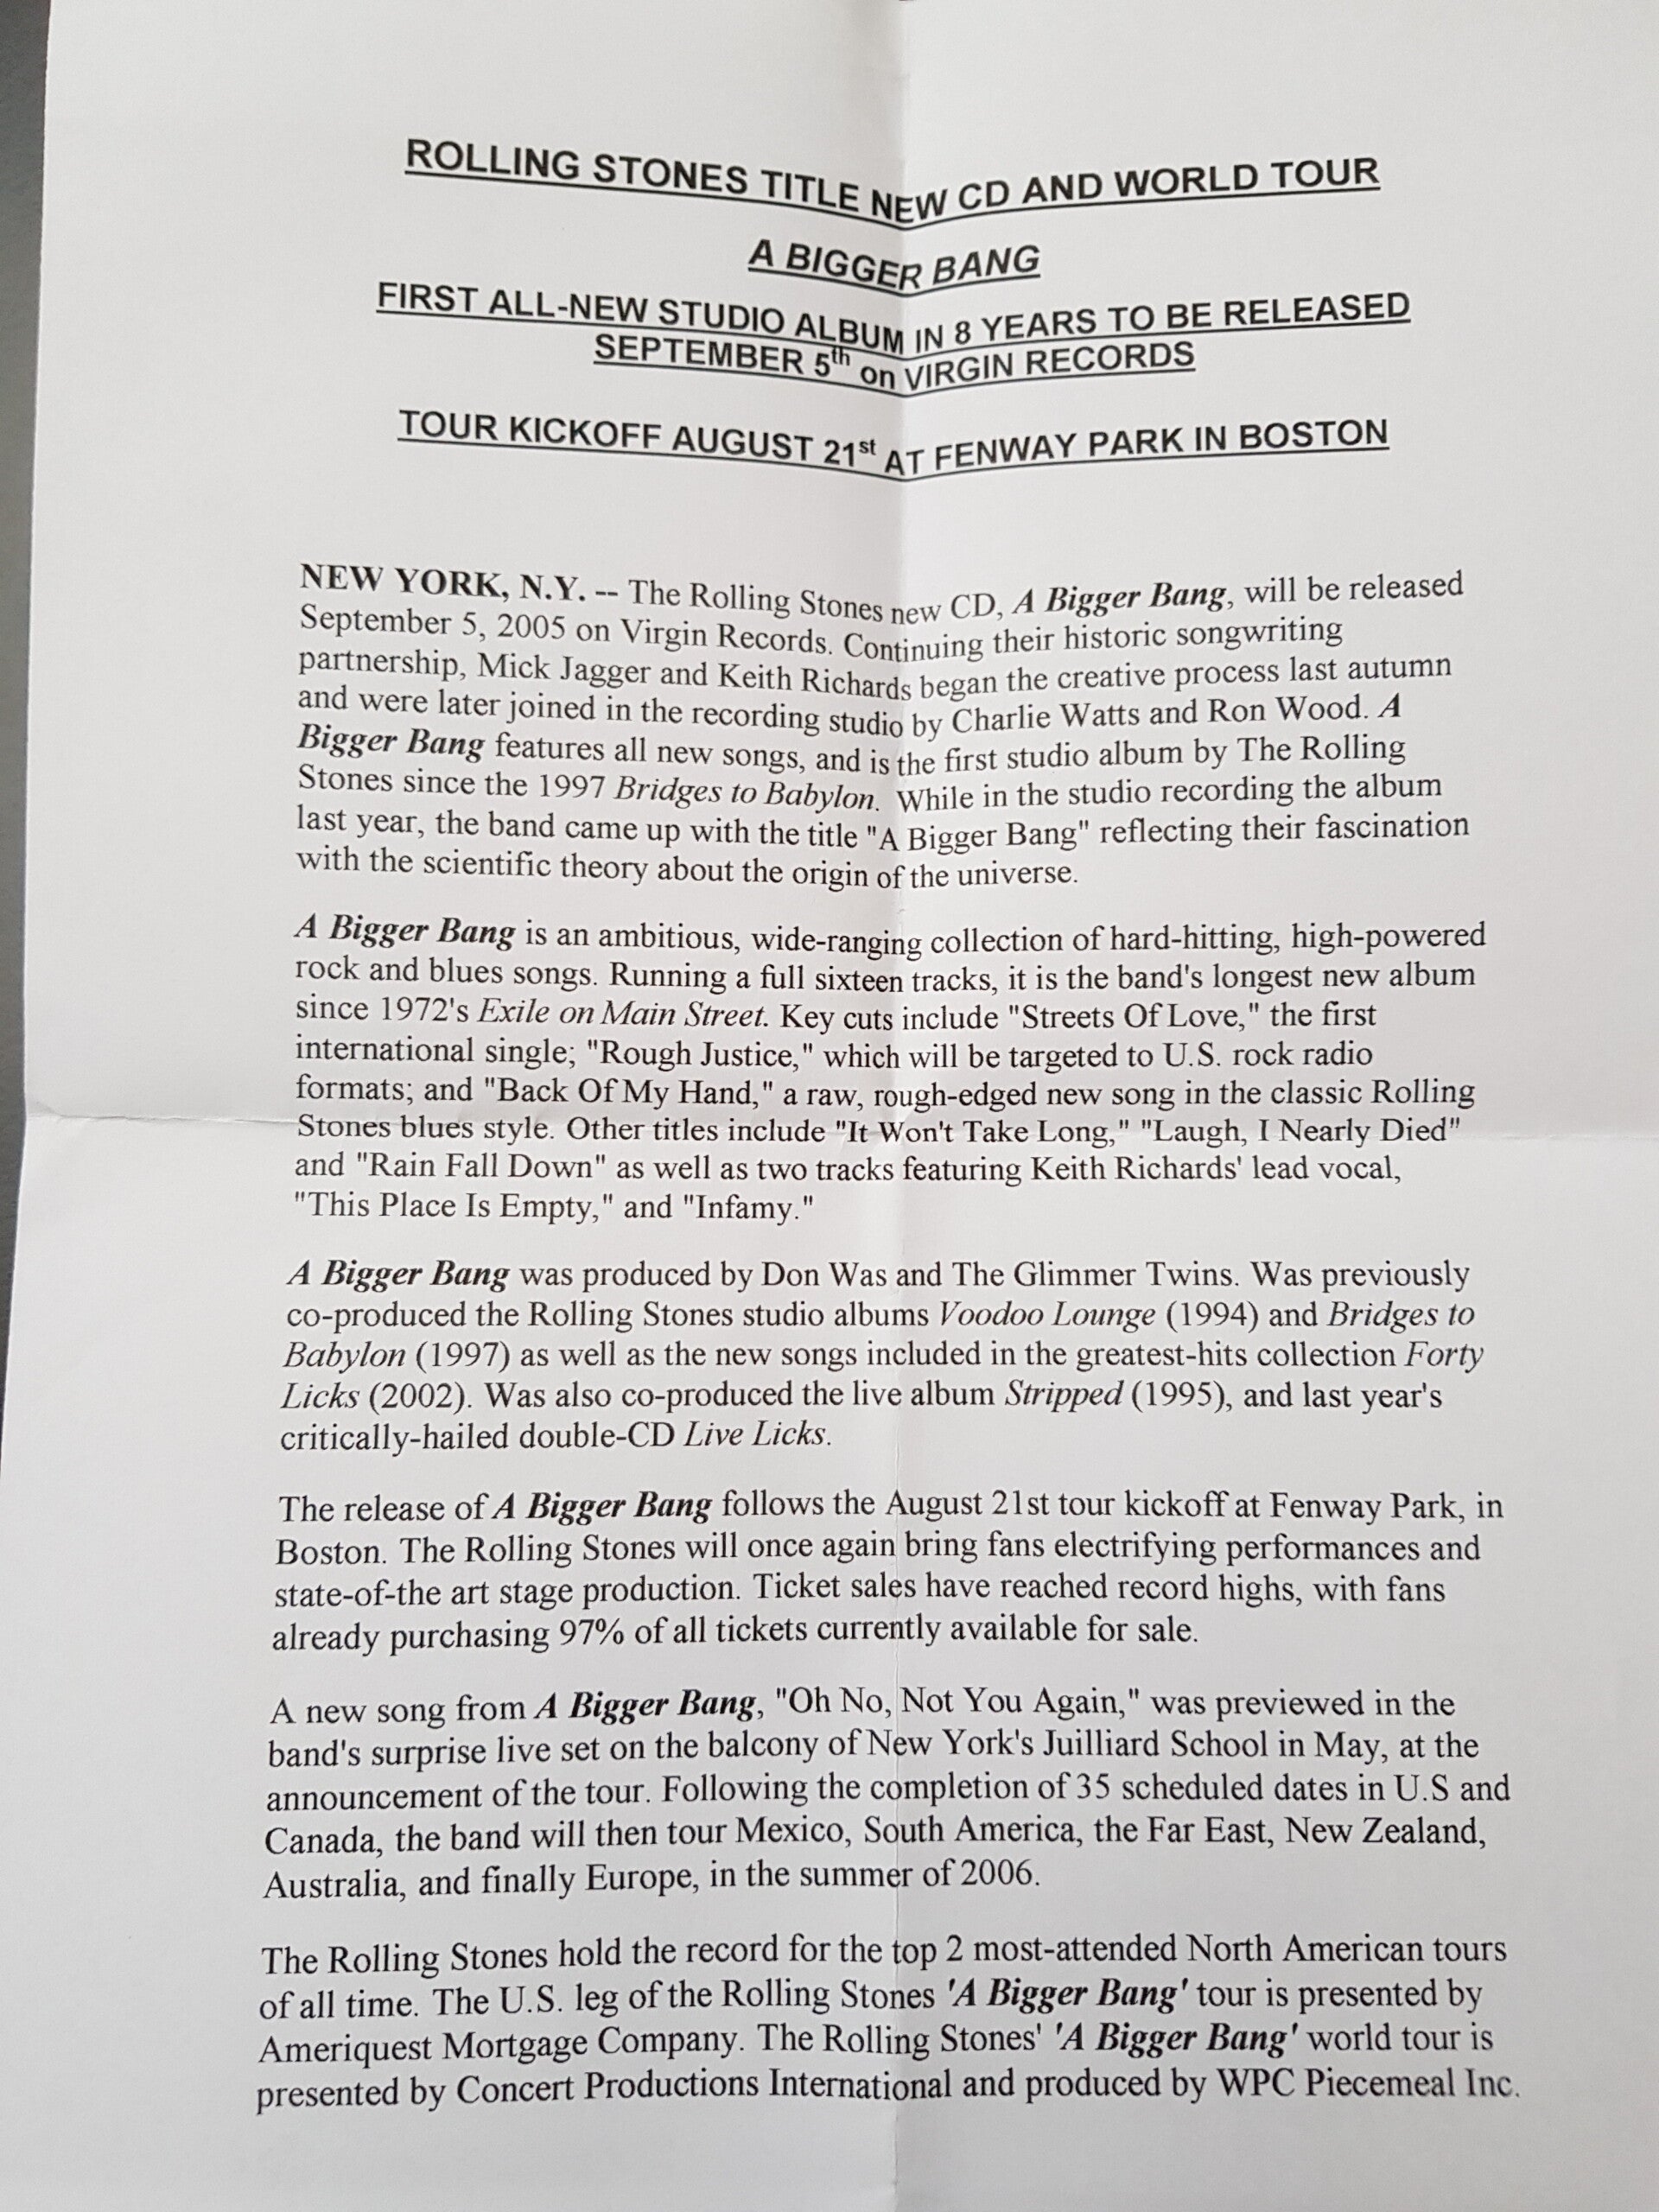 ROLLING STONES TITLE NEW CD AND WORLD TOUR
A BIGGER BANG
FIRST ALL-NEW STUDIO ALBUM IN 8 YEARS TO BE RELEASED
SEPTEMBER 5th on VIRGIN RECORDS
TOUR KICKOFF AUGUST 21st AT FENWAY PARK IN BOSTON
NEW YORK, N.Y. -- The Rolling Stones new CD, A Bigger Bang, will be released
September 5, 2005 on Virgin Records. Continuing their historic songwriting
partnership, Mick Jagger and Keith Richards began the creative process last autumn
and were later joined in the recording studio by Charlie Watts and Ron Wood. A
Bigger Bang features all new songs, and is the first studio album by The Rolling
Stones since the 1997 Bridges to Babylon. While in the studio recording the album
last year, the band came up with the title "A Bigger Bang" reflecting their fascination
with the scientific theory about the origin of the universe.
A Bigger Bang is an ambitious, wide-ranging collection of hard-hitting, high-powered
rock and blues songs. Running a full sixteen tracks, it is the band's longest new album
since 1972's Exile on Main Street. Key cuts include "Streets Of Love," the first
international single; "Rough Justice," which will be targeted to U.S. rock radio
formats; and "Back Of My Hand," a raw, rough-edged new song in the classic Rolling
Stones blues style. Other titles include "It Won't Take Long," "Laugh, I Nearly Died"
and "Rain Fall Down" as well as two tracks featuring Keith Richards' lead vocal,
"This Place Is Empty," and "Infamy."
A Bigger Bang was produced by Don Was and The Glimmer Twins. Was previously
co-produced the Rolling Stones studio albums Voodoo Lounge (1994) and Bridges to
Babylon (1997) as well as the new songs included in the greatest-hits collection Forty
Licks (2002). Was also co-produced the live album Stripped (1995), and last year's
critically-hailed double-CD Live Licks.
The release of A Bigger Bang follows the August 21st tour kickoff at Fenway Park, in
Boston. The Rolling Stones will once again bring fans electrifying performances and
state-of-the art stage production. Ticket sales have reached record highs, with fans
already purchasing 97% of all tickets currently available for sale.
A new song from A Bigger Bang, "Oh No, Not You Again," was previewed in the
band's surprise live set on the balcony of New York's Juilliard School in May, at the
announcement of the tour. Following the completion of 35 scheduled dates in U.S and
Canada, the band will then tour Mexico, South America, the Far East, New Zealand,
Australia, and finally Europe, in the summer of 2006.
The Rolling Stones hold the record for the top 2 most-attended North American tours
of all time. The U.S. leg of the Rolling Stones 'A Bigger Bang' tour is presented by
Ameriquest Mortgage Company. The Rolling Stones' 'A Bigger Bang' world tour is
presented by Concert Productions International and produced by WPC Piecemeal Inc.